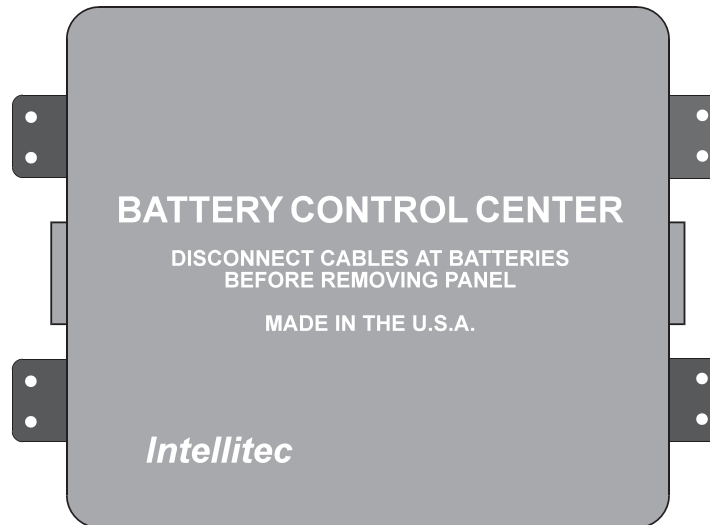 BATTERY CONTROL CENTER
DISCONNECT CABLES AT BATTERIES
BEFORE REMOVING PANEL
MADE IN THE U.S.A.
Intellitec